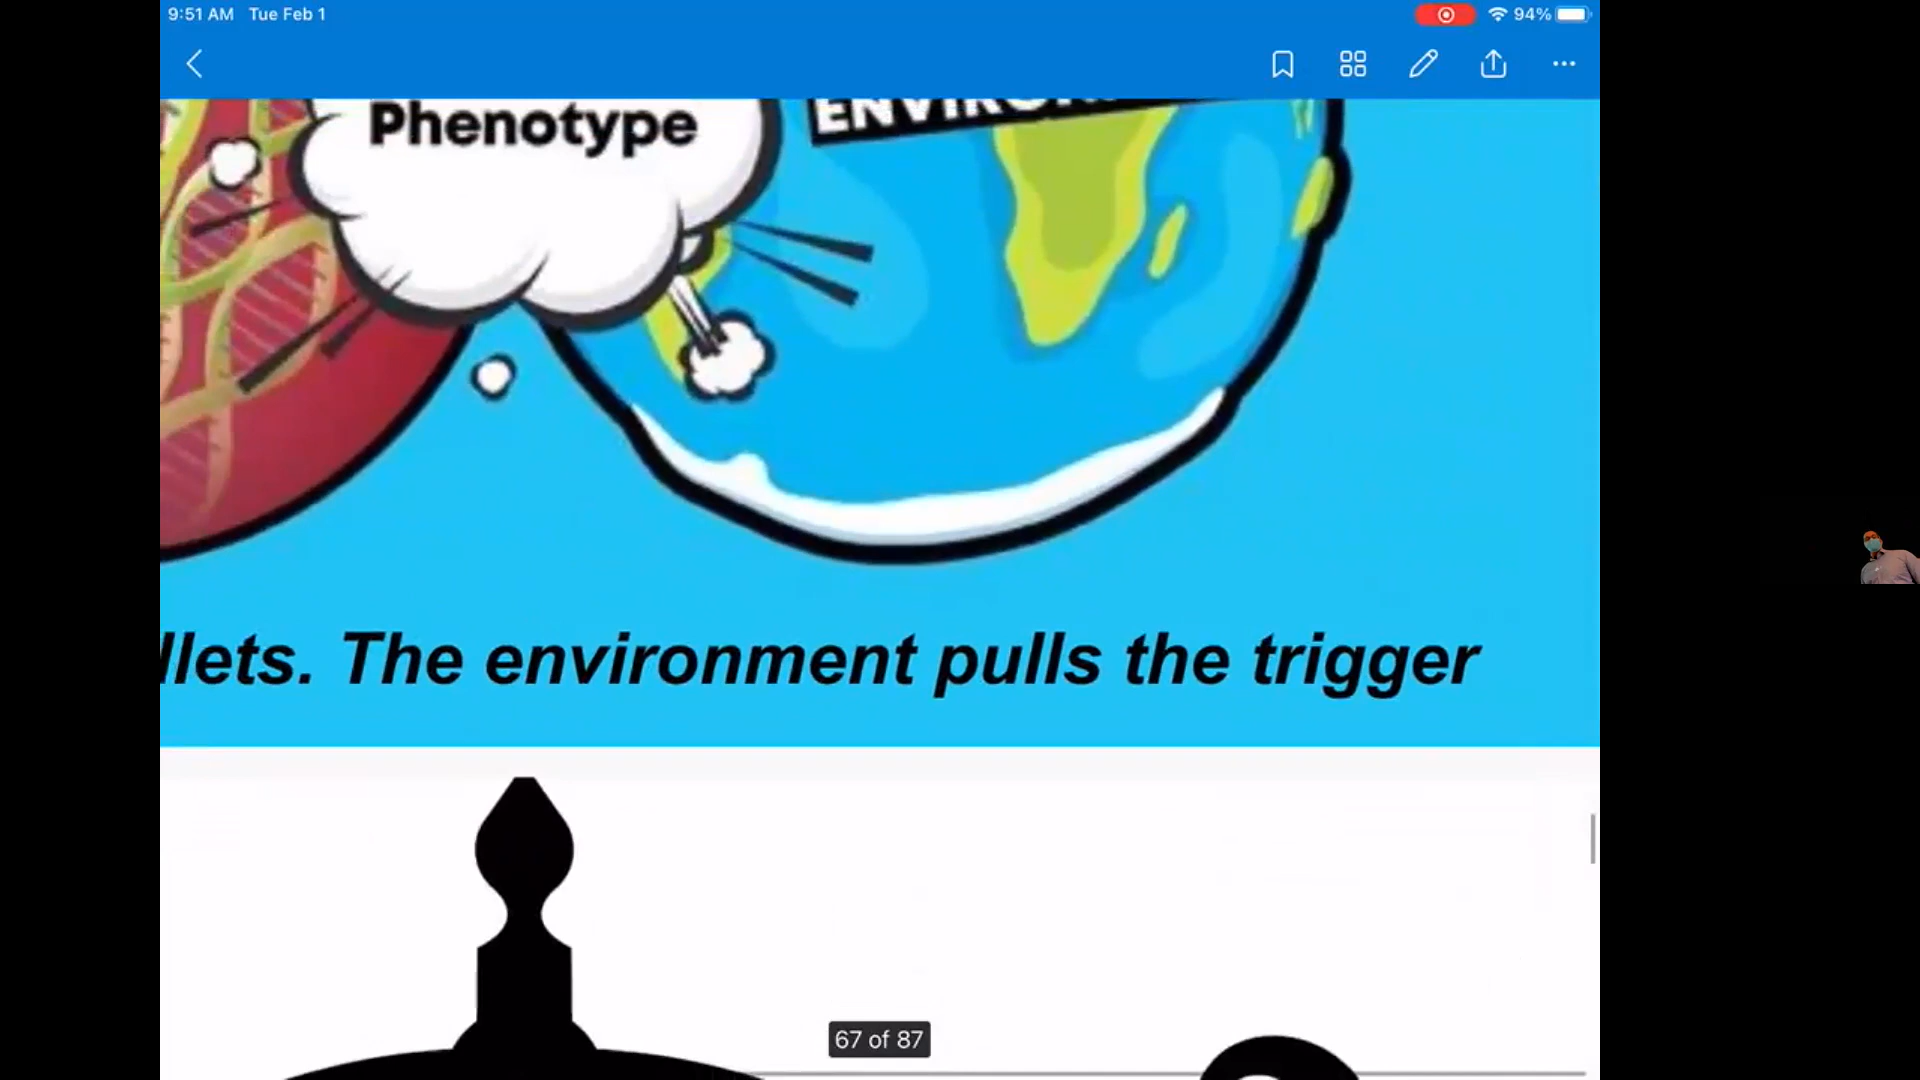 9:51 AM Tue Feb 1
94%
Phenotype
llets. The environment pulls the trigger
67 of 87